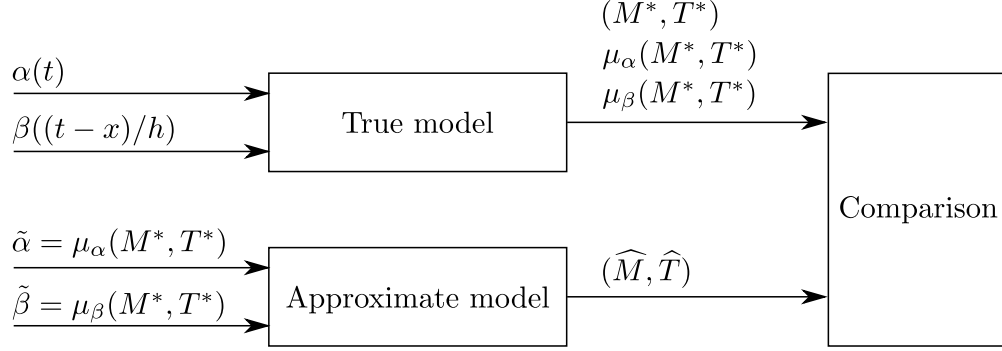 (M*, T*)
α(t)
μ_α(M*, T*)
μ_β(M*, T*)
β((t − x)/h)
True model
Comparison
α̃ = μ_α(M*, T*)
(M̂, T̂)
β̃ = μ_β(M*, T*)
Approximate model